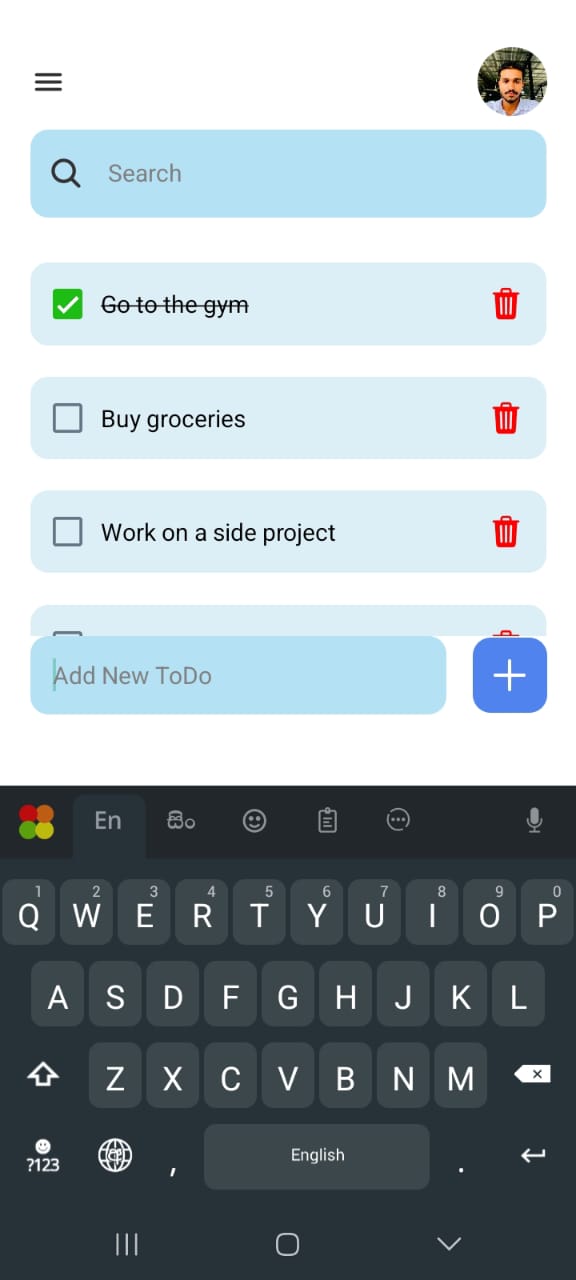 Search
Go to the gym
Buy groceries
Work on a side project
Add New ToDo
En සිං
1 2 3 4 5 6 7 8 9 0
Q W E R T Y U I O P
A S D F G H J K L
Z X C V B N M
?123 , English .